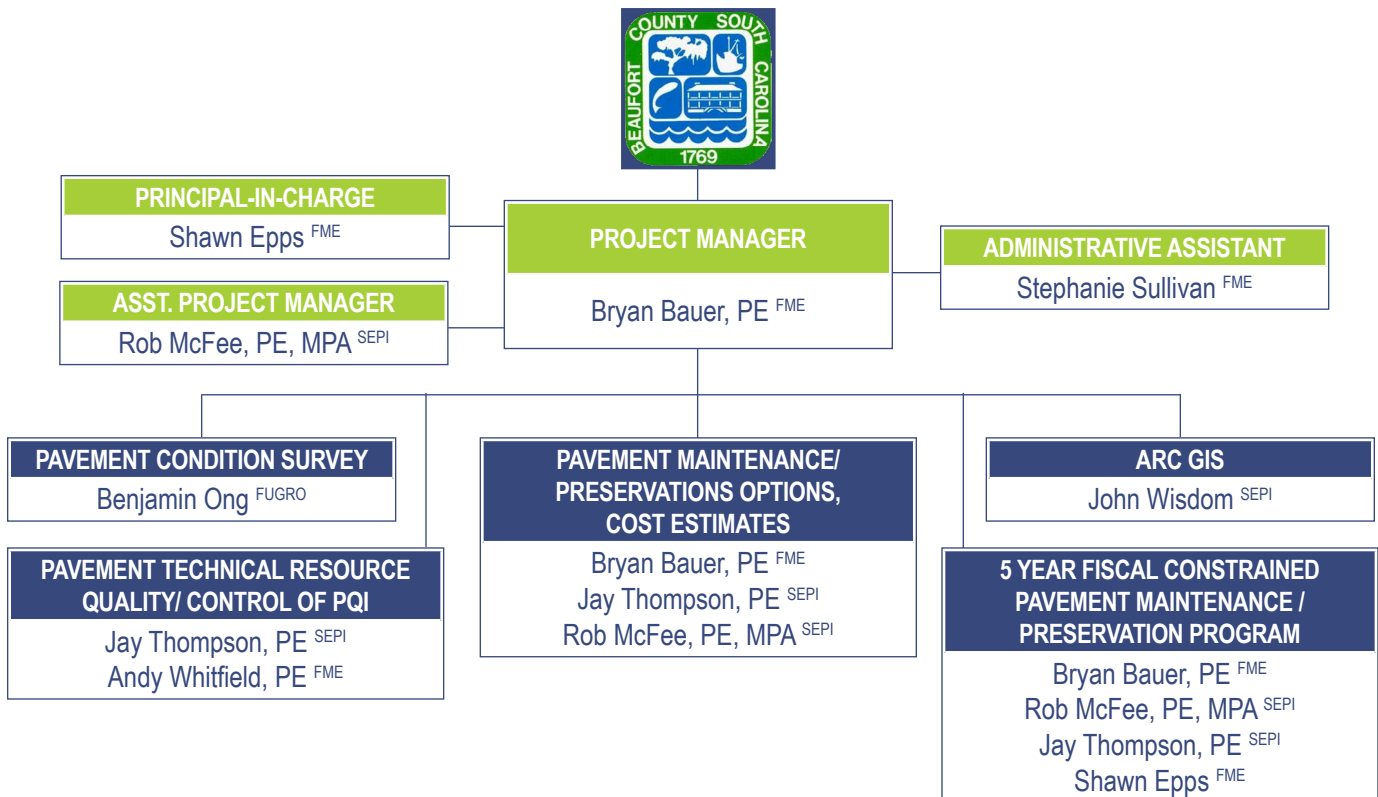 BEAUFORT COUNTY SOUTH CAROLINA
1769
PRINCIPAL-IN-CHARGE
Shawn Epps FME
ASST. PROJECT MANAGER
Rob McFee, PE, MPA SEPI
PROJECT MANAGER
Bryan Bauer, PE FME
ADMINISTRATIVE ASSISTANT
Stephanie Sullivan FME
PAVEMENT CONDITION SURVEY
Benjamin Ong FUGRO
PAVEMENT TECHNICAL RESOURCE
QUALITY/ CONTROL OF PQI
Jay Thompson, PE SEPI
Andy Whitfield, PE FME
PAVEMENT MAINTENANCE/
PRESERVATIONS OPTIONS,
COST ESTIMATES
Bryan Bauer, PE FME
Jay Thompson, PE SEPI
Rob McFee, PE, MPA SEPI
ARC GIS
John Wisdom SEPI
5 YEAR FISCAL CONSTRAINED
PAVEMENT MAINTENANCE /
PRESERVATION PROGRAM
Bryan Bauer, PE FME
Rob McFee, PE, MPA SEPI
Jay Thompson, PE SEPI
Shawn Epps FME